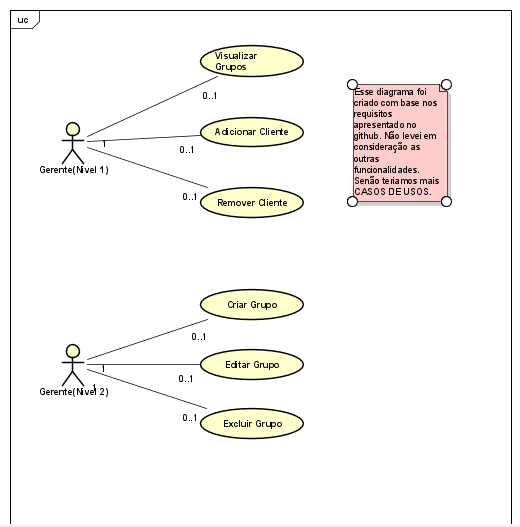 uc
Visualizar
Grupos
0..1
Adicionar Cliente
1
0..1
Gerente(Nivel 1)
0..1
Remover Cliente
Esse diagrama foi
criado com base nos
requisitos
apresentado no
github. Não levei em
consideração as
outras
funcionalidades.
Senão teriamos mais
CASOS DE USOS.
Criar Grupo
0..1
Editar Grupo
1
0..1
1
Gerente(Nivel 2)
0..1
Excluir Grupo